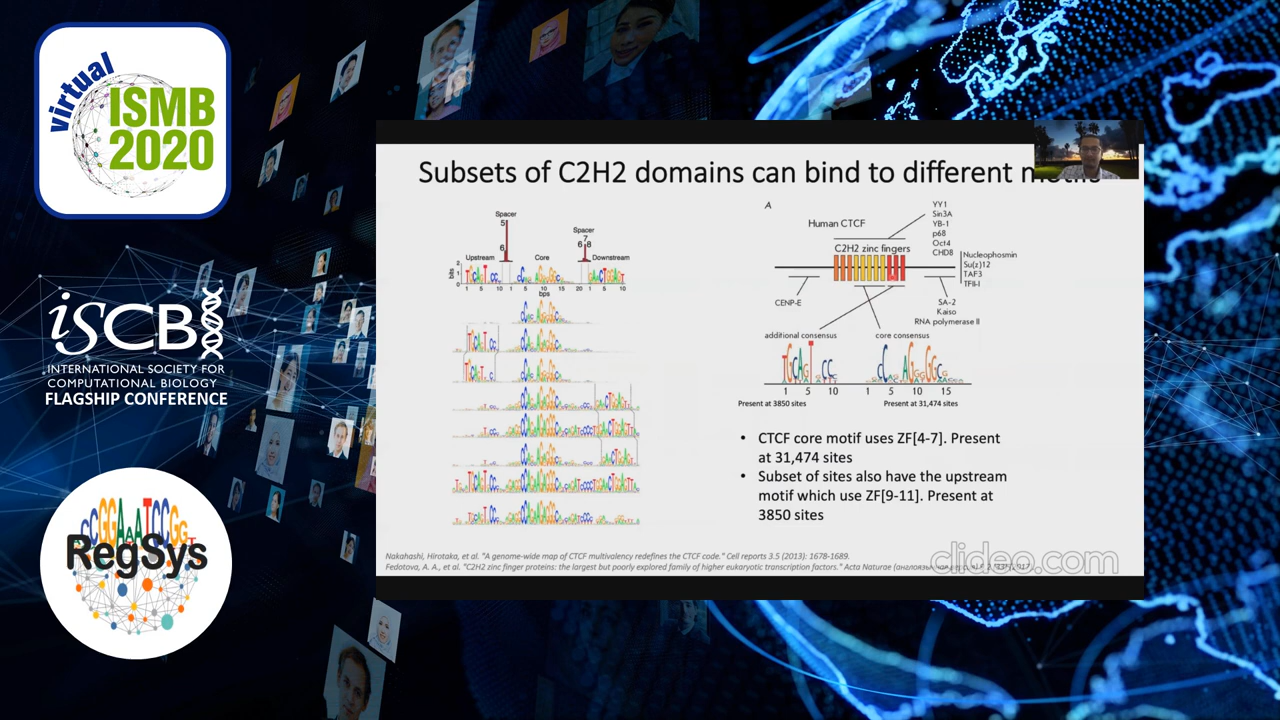 virtual
ISMB
2020
iSCB
INTERNATIONAL SOCIETY FOR
COMPUTATIONAL BIOLOGY
FLAGSHIP CONFERENCE
RegSys
Subsets of C2H2 domains can bind to different motifs
Spacer
5
6
Spacer
7
6 8
Upstream
Core
Downstream
bits
2
1
0
1 5 10 1 5 10 15 20 1 5 10
bps
A
Human CTCF
C2H2 zinc fingers
YY1
Sin3A
YB-1
p68
Oct4
CHD8
Nucleophosmin
Su(z)12
TAF3
TFII-I
CENP-E
SA-2
Kaiso
RNA polymerase II
additional consensus
core consensus
1 5 10
1 5 10 15
Present at 3850 sites
Present at 31,474 sites
• CTCF core motif uses ZF[4-7]. Present
at 31,474 sites
• Subset of sites also have the upstream
motif which use ZF[9-11]. Present at
3850 sites
Nakahashi, Hirotaka, et al. "A genome-wide map of CTCF multivalency redefines the CTCF code." Cell reports 3.5 (2013): 1678-1689.
Fedotova, A. A., et al. "C2H2 zinc finger proteins: the largest but poorly explored family of higher eukaryotic transcription factors." Acta Naturae
clideo.com